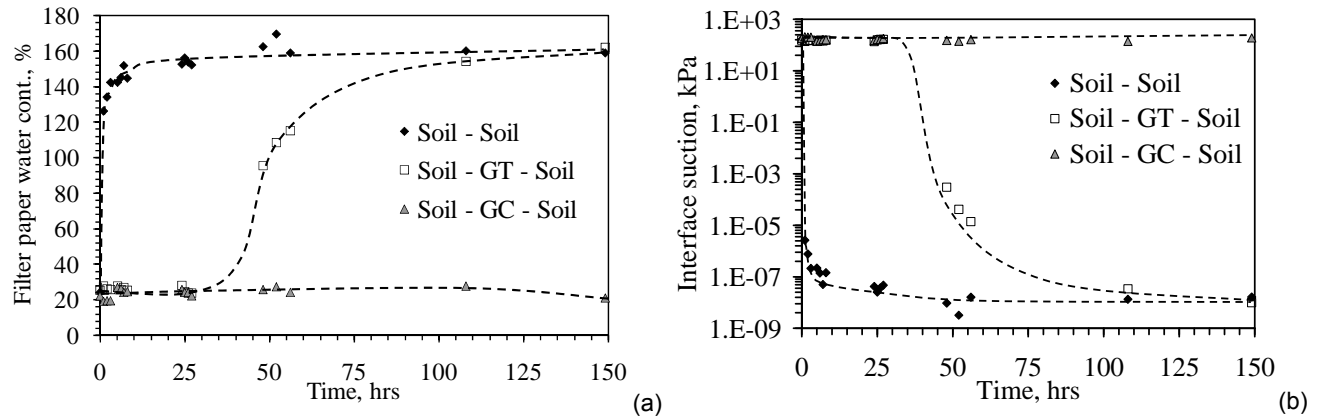 180
160
140
120
100
80
60
40
20
0
Filter paper water cont., %
Soil - Soil
Soil - GT - Soil
Soil - GC - Soil
0 25 50 75 100 125 150
Time, hrs
(a)
1.E+03
1.E+01
1.E-01
1.E-03
1.E-05
1.E-07
1.E-09
Interface suction, kPa
Soil - Soil
Soil - GT - Soil
Soil - GC - Soil
0 25 50 75 100 125 150
Time, hrs
(b)